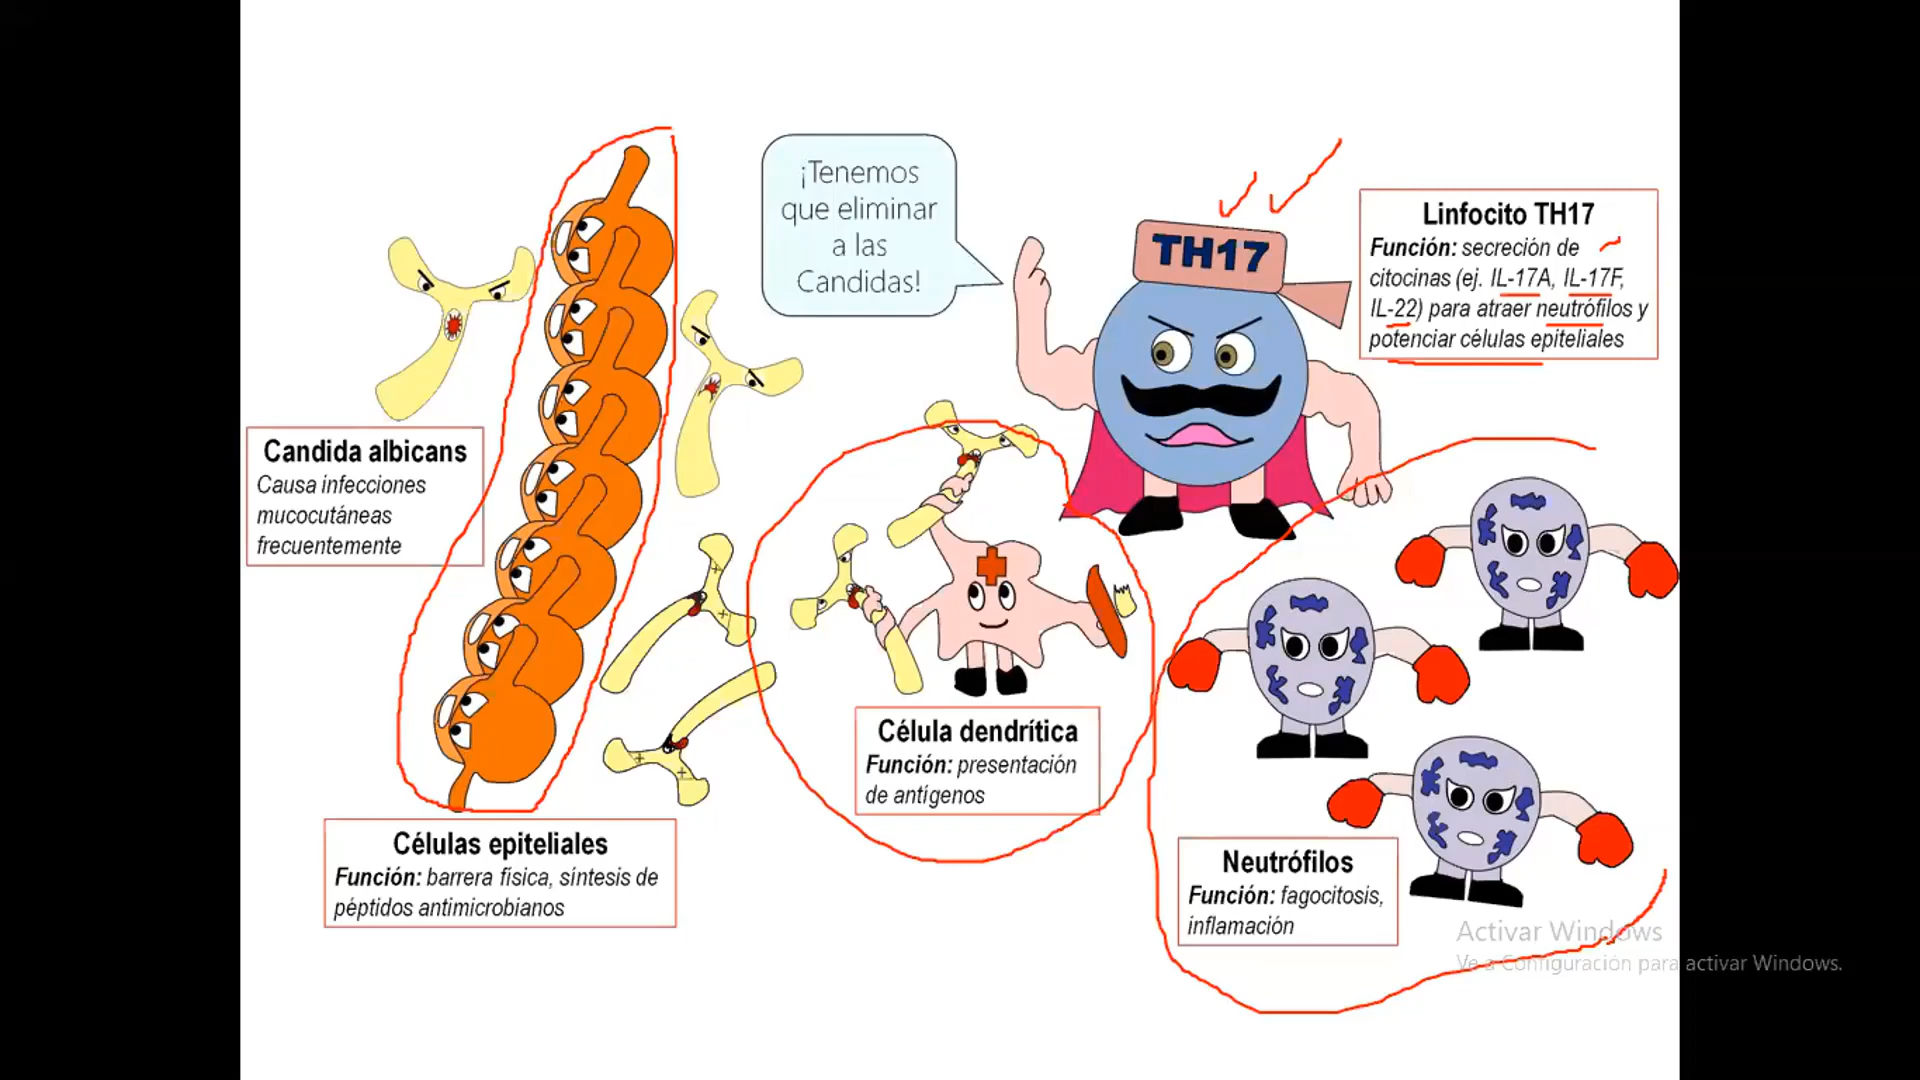 ¡Tenemos
que eliminar
a las
Candidas!
TH17
Linfocito TH17
Función: secreción de
citocinas (ej. IL-17A, IL-17F,
IL-22) para atraer neutrófilos y
potenciar células epiteliales
Candida albicans
Causa infecciones
mucocutáneas
frecuentemente
Célula dendrítica
Función: presentación
de antígenos
Células epiteliales
Función: barrera física, síntesis de
péptidos antimicrobianos
Neutrófilos
Función: fagocitosis,
inflamación
Activar Windows
Ve a Configuración para activar Windows.